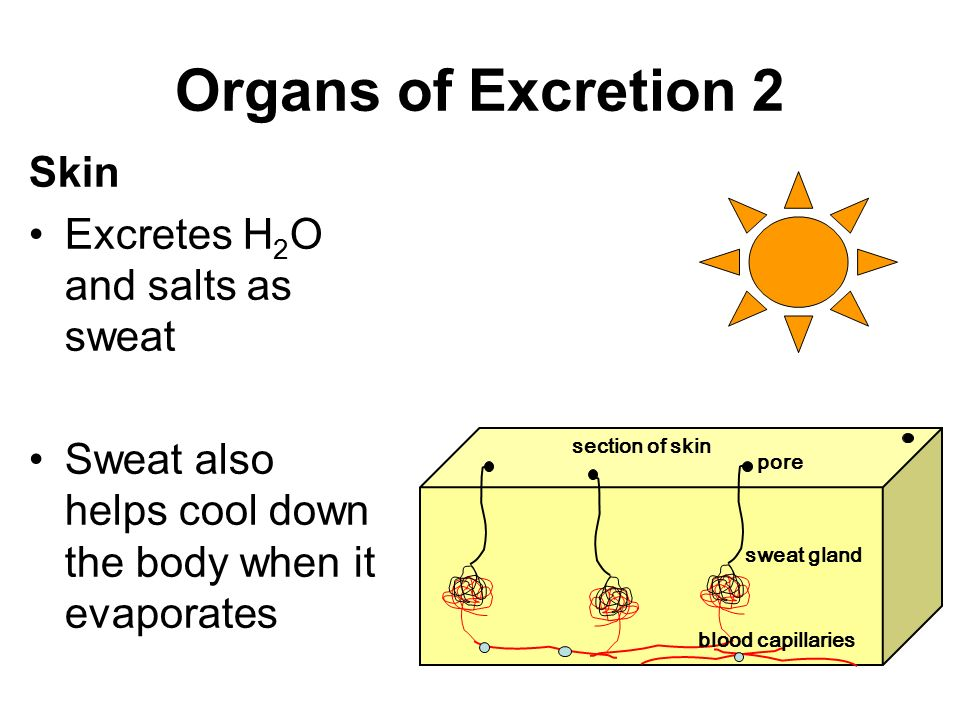 Organs of Excretion 2
Skin
• Excretes H₂O
and salts as
sweat
• Sweat also
helps cool down
the body when it
evaporates
section of skin
pore
sweat gland
blood capillaries